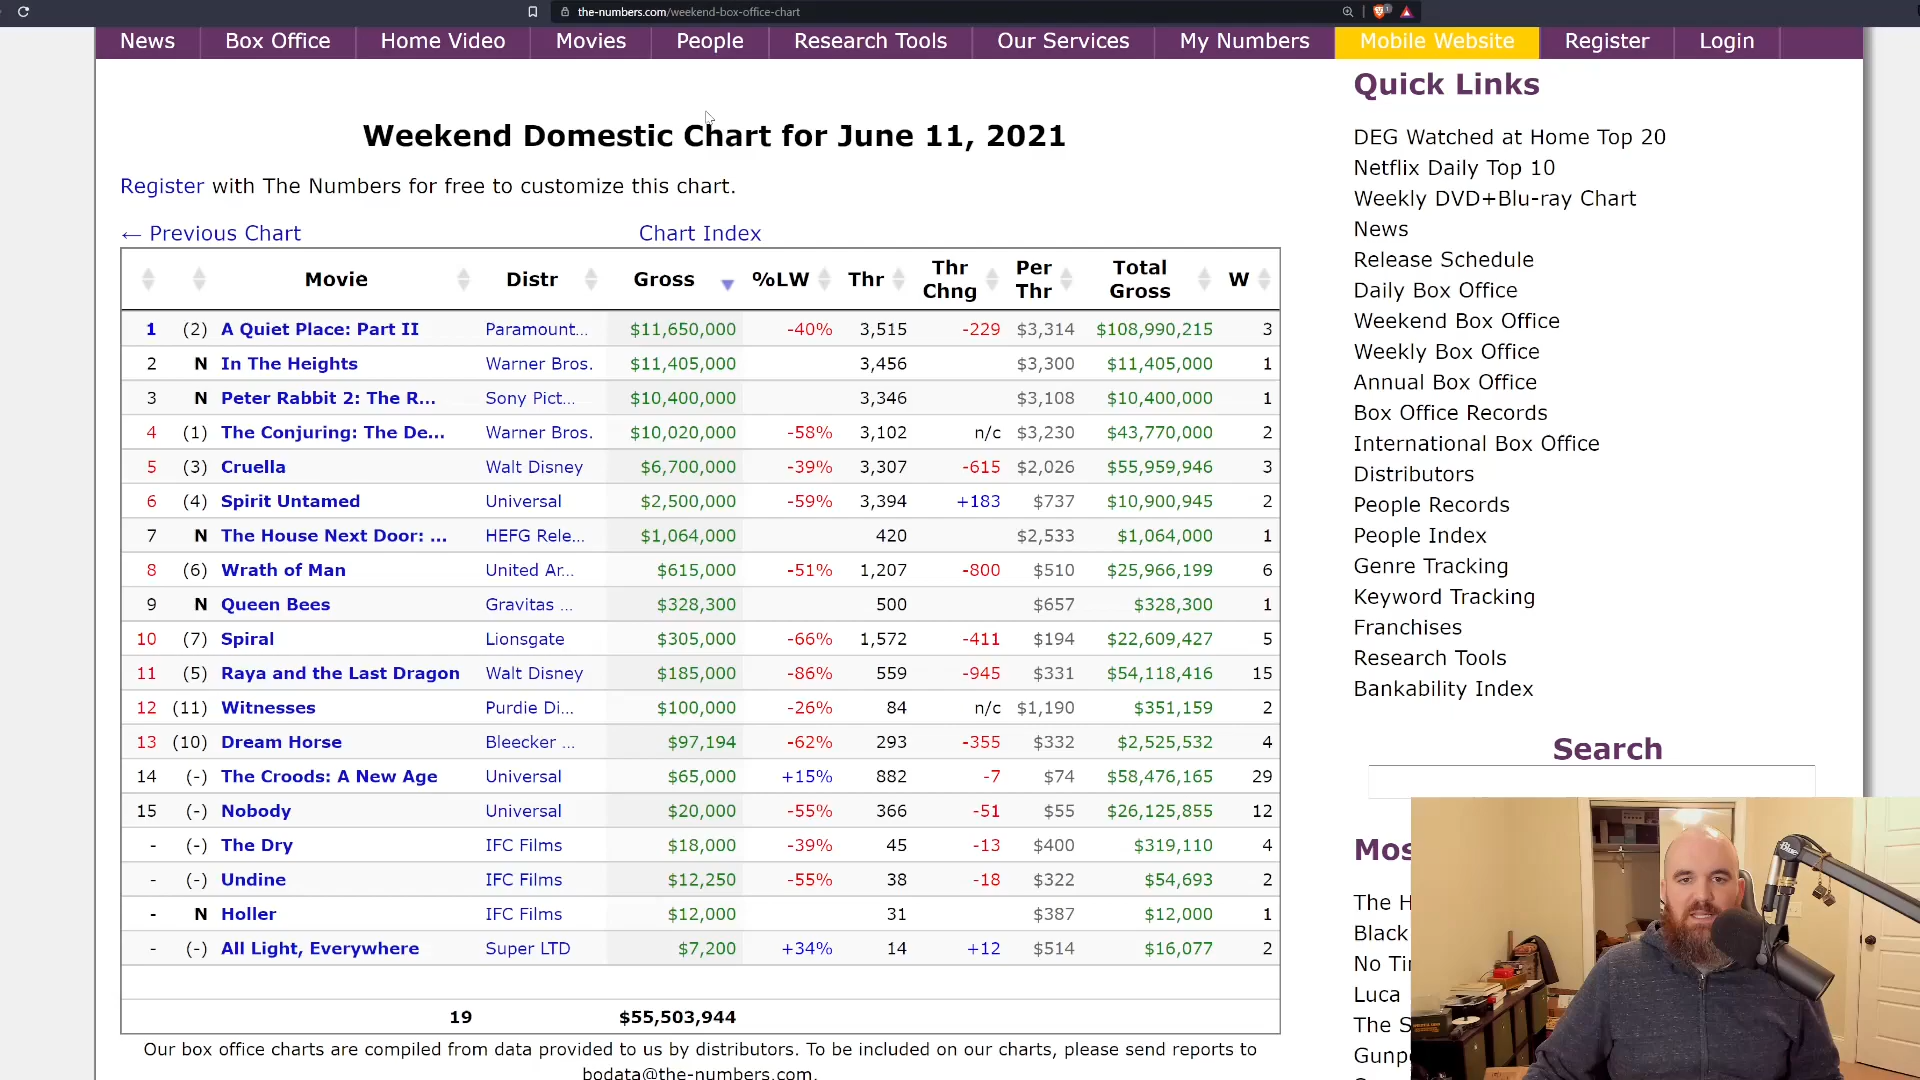 the-numbers.com/weekend-box-office-chart
News Box Office Home Video Movies People Research Tools Our Services My Numbers Mobile Website Register Login
Weekend Domestic Chart for June 11, 2021
Register with The Numbers for free to customize this chart.
← Previous Chart Chart Index
Movie Distr Gross %LW Thr Thr Chng Per Thr Total Gross W
1 (2) A Quiet Place: Part II Paramount... $11,650,000 -40% 3,515 -229 $3,314 $108,990,215 3
2 N In The Heights Warner Bros. $11,405,000 3,456 $3,300 $11,405,000 1
3 N Peter Rabbit 2: The R... Sony Pict... $10,400,000 3,346 $3,108 $10,400,000 1
4 (1) The Conjuring: The De... Warner Bros. $10,020,000 -58% 3,102 n/c $3,230 $43,770,000 2
5 (3) Cruella Walt Disney $6,700,000 -39% 3,307 -615 $2,026 $55,959,946 3
6 (4) Spirit Untamed Universal $2,500,000 -59% 3,394 +183 $737 $10,900,945 2
7 N The House Next Door: ... HEFG Rele... $1,064,000 420 $2,533 $1,064,000 1
8 (6) Wrath of Man United Ar... $615,000 -51% 1,207 -800 $510 $25,966,199 6
9 N Queen Bees Gravitas ... $328,300 500 $657 $328,300 1
10 (7) Spiral Lionsgate $305,000 -66% 1,572 -411 $194 $22,609,427 5
11 (5) Raya and the Last Dragon Walt Disney $185,000 -86% 559 -945 $331 $54,118,416 15
12 (11) Witnesses Purdie Di... $100,000 -26% 84 n/c $1,190 $351,159 2
13 (10) Dream Horse Bleecker ... $97,194 -62% 293 -355 $332 $2,525,532 4
14 (-) The Croods: A New Age Universal $65,000 +15% 882 -7 $74 $58,476,165 29
15 (-) Nobody Universal $20,000 -55% 366 -51 $55 $26,125,855 12
- (-) The Dry IFC Films $18,000 -39% 45 -13 $400 $319,110 4
- (-) Undine IFC Films $12,250 -55% 38 -18 $322 $54,693 2
- N Holler IFC Films $12,000 31 $387 $12,000 1
- (-) All Light, Everywhere Super LTD $7,200 +34% 14 +12 $514 $16,077 2
19 $55,503,944
Our box office charts are compiled from data provided to us by distributors. To be included on our charts, please send reports to
bodata@the-numbers.com.
Quick Links
DEG Watched at Home Top 20
Netflix Daily Top 10
Weekly DVD+Blu-ray Chart
News
Release Schedule
Daily Box Office
Weekend Box Office
Weekly Box Office
Annual Box Office
Box Office Records
International Box Office
Distributors
People Records
People Index
Genre Tracking
Keyword Tracking
Franchises
Research Tools
Bankability Index
Search
Mos
The H
Black
No Ti
Luca
The S
Gunp
Blue